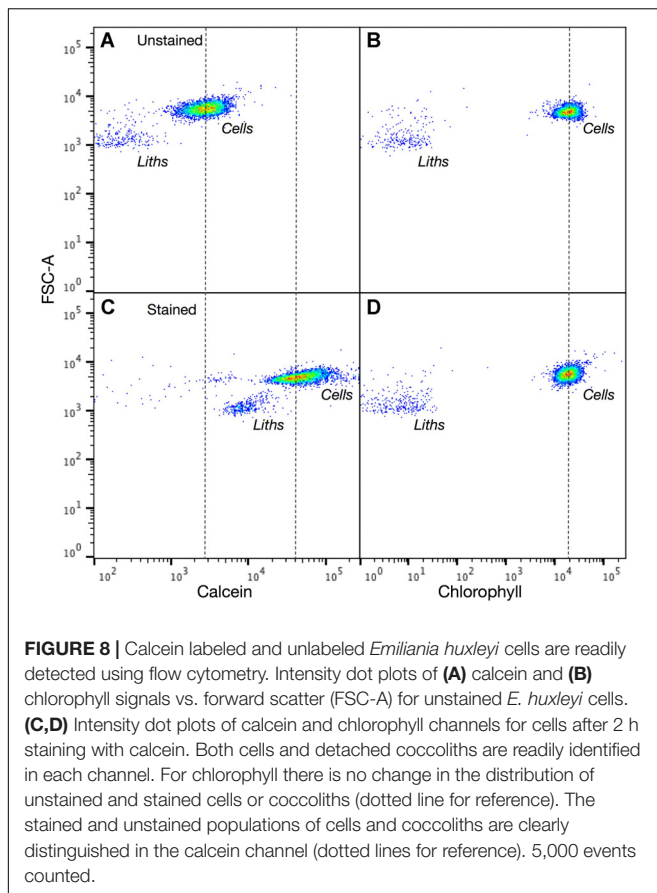 A Unstained
B
10^5
10^4
10^3
10^2
10^1
10^0
Cells
Liths
Cells
Liths
FSC-A
C Stained
D
10^5
10^4
10^3
10^2
10^1
10^0
Cells
Liths
Cells
Liths
10^2 10^3 10^4 10^5
10^0 10^1 10^2 10^3 10^4 10^5
Calcein
Chlorophyll
FIGURE 8 | Calcein labeled and unlabeled Emiliania huxleyi cells are readily
detected using flow cytometry. Intensity dot plots of (A) calcein and (B)
chlorophyll signals vs. forward scatter (FSC-A) for unstained E. huxleyi cells.
(C,D) Intensity dot plots of calcein and chlorophyll channels for cells after 2 h
staining with calcein. Both cells and detached coccoliths are readily identified
in each channel. For chlorophyll there is no change in the distribution of
unstained and stained cells or coccoliths (dotted line for reference). The
stained and unstained populations of cells and coccoliths are clearly
distinguished in the calcein channel (dotted lines for reference). 5,000 events
counted.